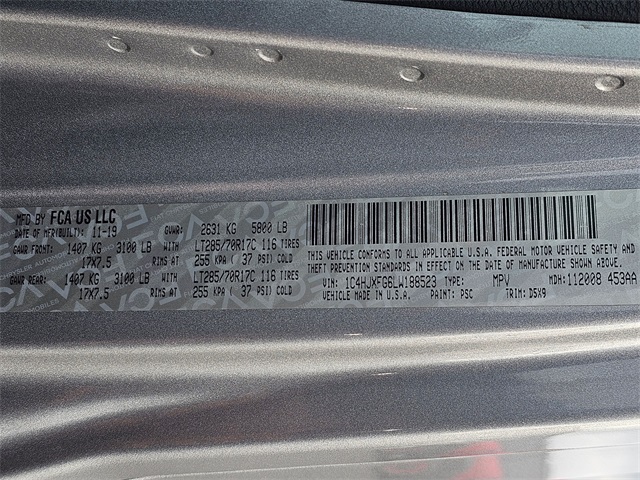 MFD BY FCA US LLC
DATE OF MFR(BUILT): 11-19 GVWR: 2631 KG 5800 LB
GAWR FRONT: 1407 KG 3100 LB WITH LT285/70R17C 116 TIRES
17X7.5 RIMS AT 255 KPA ( 37 PSI) COLD
GAWR REAR: 1407 KG 3100 LB WITH LT285/70R17C 116 TIRES
17X7.5 RIMS AT 255 KPA ( 37 PSI) COLD
THIS VEHICLE CONFORMS TO ALL APPLICABLE U.S.A. FEDERAL MOTOR VEHICLE SAFETY AND
THEFT PREVENTION STANDARDS IN EFFECT ON THE DATE OF MANUFACTURE SHOWN ABOVE.
VIN: 1C4HJXFG6LW188523 TYPE: MPV MDH: 112008 453AA
VEHICLE MADE IN U.S.A. PAINT: PSC TRIM: D5X9